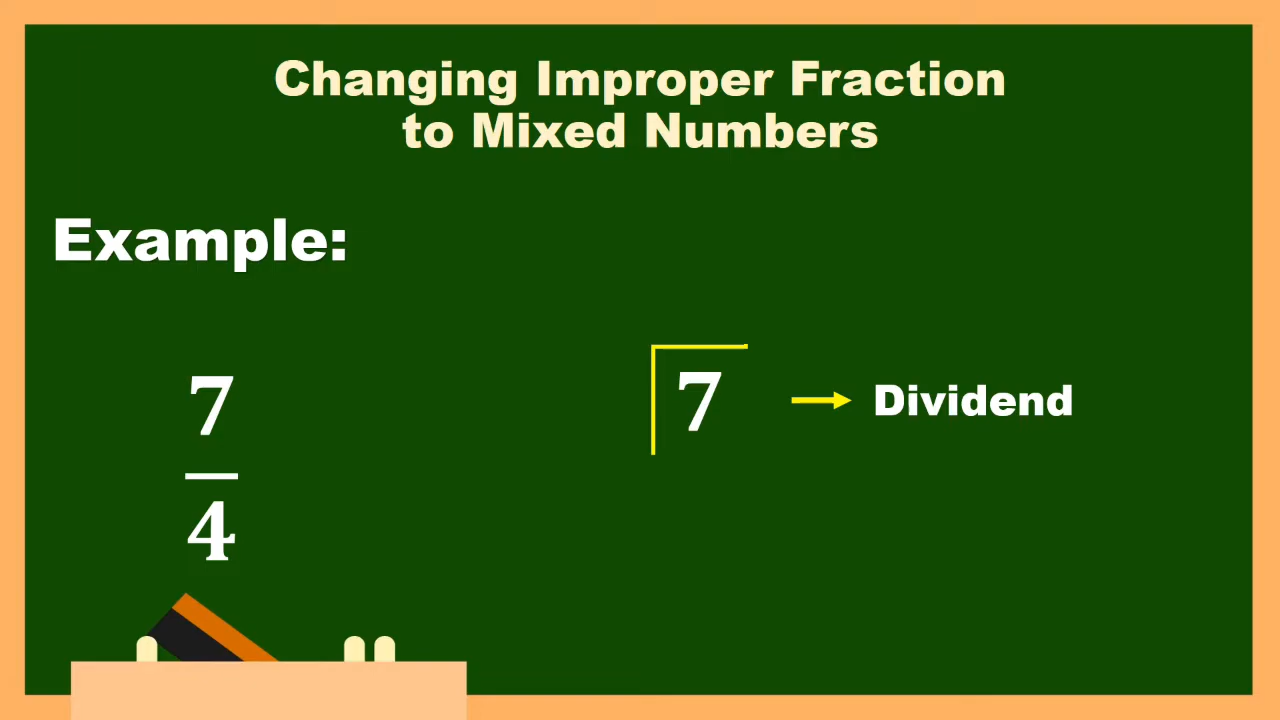 Changing Improper Fraction
to Mixed Numbers
Example:
7
4
7
Dividend